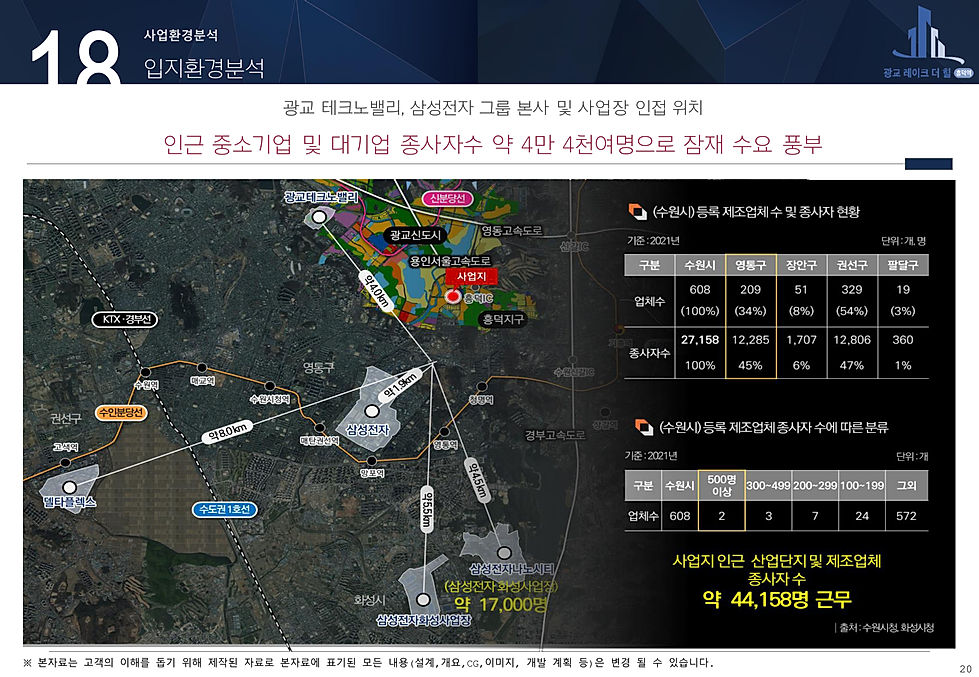 18
사업환경분석
입지환경분석
광교 레이크 더 힐 흥덕역
광교 테크노밸리, 삼성전자 그룹 본사 및 사업장 인접 위치
인근 중소기업 및 대기업 종사자수 약 4만 4천여명으로 잠재 수요 풍부
광교테크노밸리
신분당선
광교신도시
영동고속도로
신갈IC
용인서울고속도로
사업지
흥덕IC
약4.0km
흥덕지구
KTX·경부선
영통구
수원신갈IC
수원역
매교역
수원시청역
약1.9km
청명역
권선구
수인분당선
약8.0km
매탄권선역
삼성전자
영통역
경부고속도로
고색역
망포역
델타플렉스
약4.5km
약5.5km
수도권 1호선
삼성전자나노시티
(삼성전자 화성사업장)
약 17,000명
화성시
삼성전자화성사업장
(수원시) 등록 제조업체 수 및 종사자 현황
기준 : 2021년 단위 : 개, 명
구분 수원시 영통구 장안구 권선구 팔달구
업체수 608 209 51 329 19
(100%) (34%) (8%) (54%) (3%)
종사자수 27,158 12,285 1,707 12,806 360
100% 45% 6% 47% 1%
(수원시) 등록 제조업체 종사자 수에 따른 분류
기준 : 2021년 단위 : 개
구분 수원시 500명 이상 300~499 200~299 100~199 그외
업체수 608 2 3 7 24 572
사업지 인근 산업단지 및 제조업체
종사자 수
약 44,158명 근무
| 출처 : 수원시청, 화성시청
※ 본자료는 고객의 이해를 돕기 위해 제작된 자료로 본자료에 표기된 모든 내용(설계,개요,CG,이미지, 개발 계획 등)은 변경 될 수 있습니다.
20